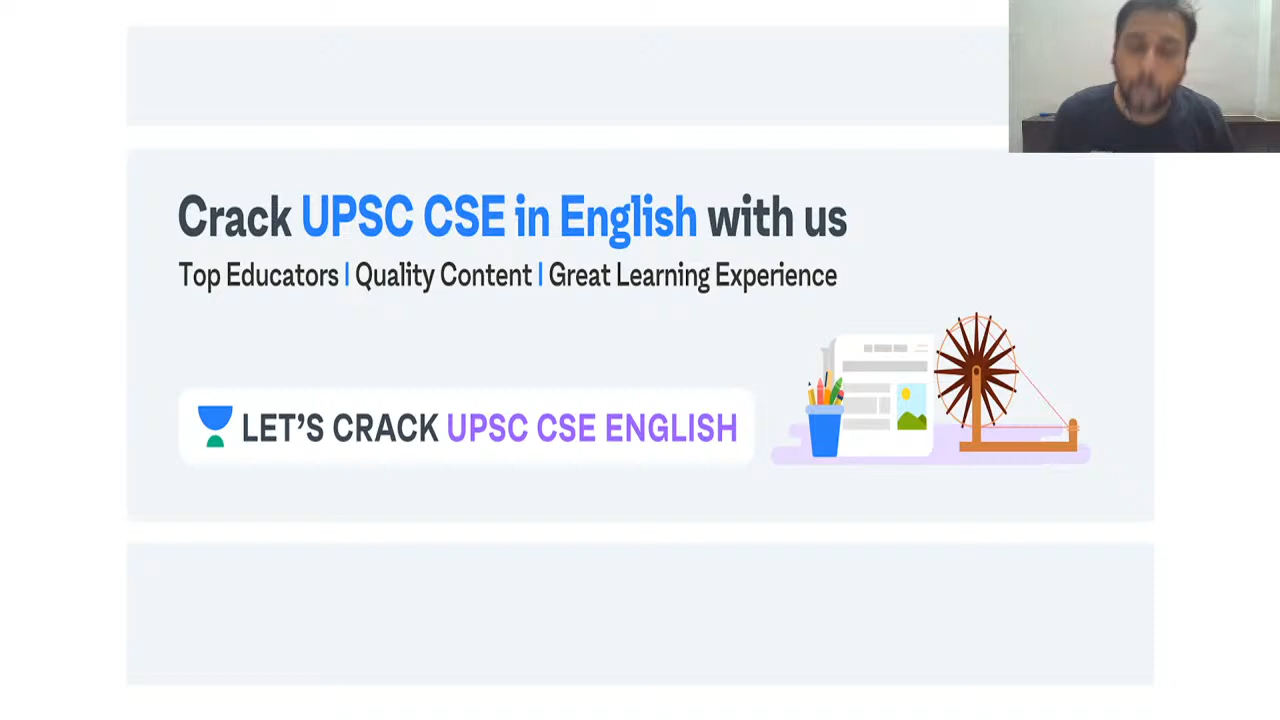 Crack UPSC CSE in English with us
Top Educators | Quality Content | Great Learning Experience
LET'S CRACK UPSC CSE ENGLISH